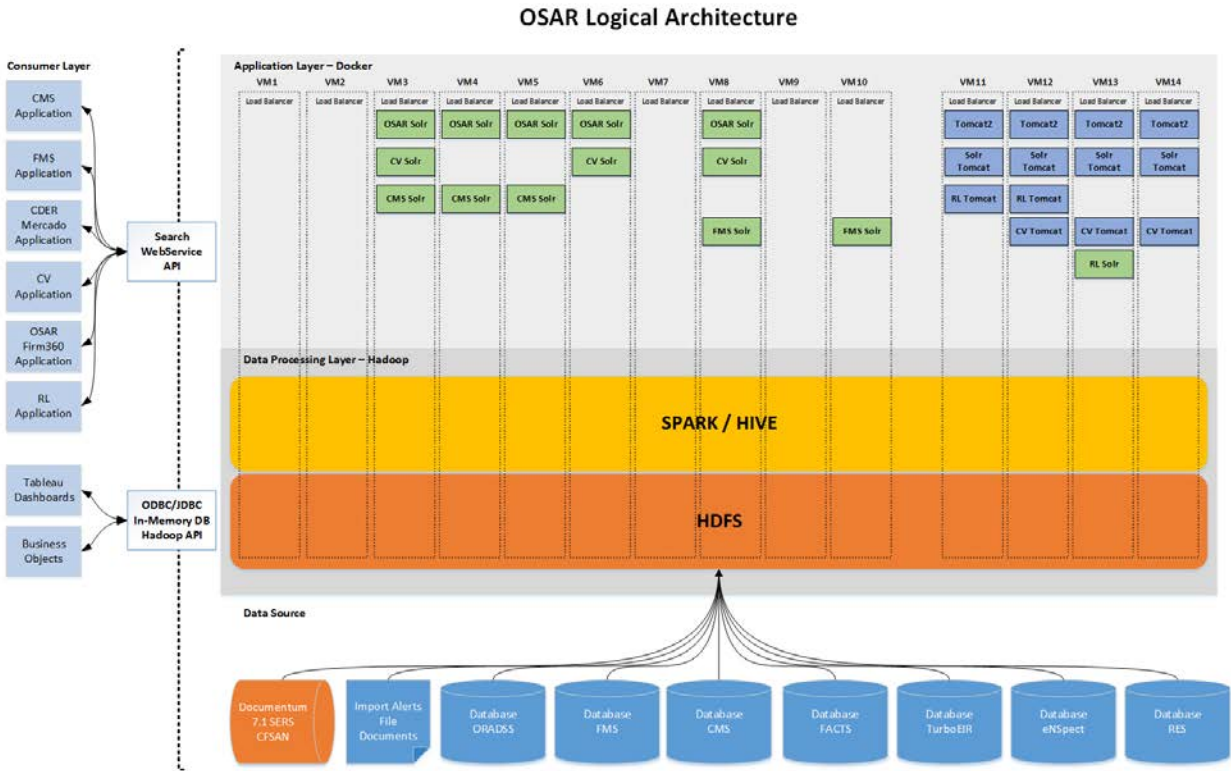 OSAR Logical Architecture
Consumer Layer
CMS
Application
FMS
Application
CDER
Mercado
Application
CV
Application
OSAR
Firm360
Application
RL
Application
Tableau
Dashboards
Business
Objects
Search
WebService
API
ODBC/JDBC
In-Memory DB
Hadoop API
Application Layer – Docker
VM1 VM2 VM3 VM4 VM5 VM6 VM7 VM8 VM9 VM10 VM11 VM12 VM13 VM14
Load Balancer Load Balancer Load Balancer Load Balancer Load Balancer Load Balancer Load Balancer Load Balancer Load Balancer Load Balancer Load Balancer Load Balancer Load Balancer Load Balancer
OSAR Solr OSAR Solr OSAR Solr OSAR Solr OSAR Solr Tomcat2 Tomcat2 Tomcat2 Tomcat2
CV Solr CV Solr CV Solr Solr Tomcat Solr Tomcat Solr Tomcat Solr Tomcat
CMS Solr CMS Solr CMS Solr RL Tomcat RL Tomcat
FMS Solr FMS Solr CV Tomcat CV Tomcat CV Tomcat
RL Solr
Data Processing Layer – Hadoop
SPARK / HIVE
HDFS
Data Source
Documentum
7.1 SERS
CFSAN
Import Alerts
File
Documents
Database
ORADSS
Database
FMS
Database
CMS
Database
FACTS
Database
TurboEIR
Database
eNSpect
Database
RES